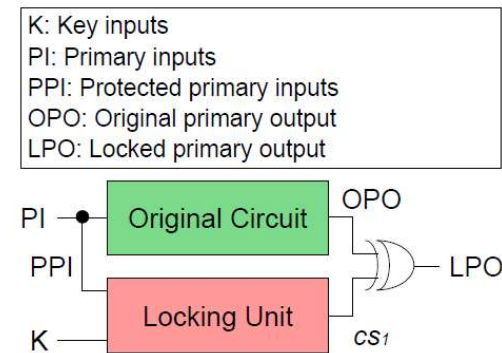 K: Key inputs
PI: Primary inputs
PPI: Protected primary inputs
OPO: Original primary output
LPO: Locked primary output
OPO
PI
Original Circuit
LPO
PPI
Locking Unit
K
CS1